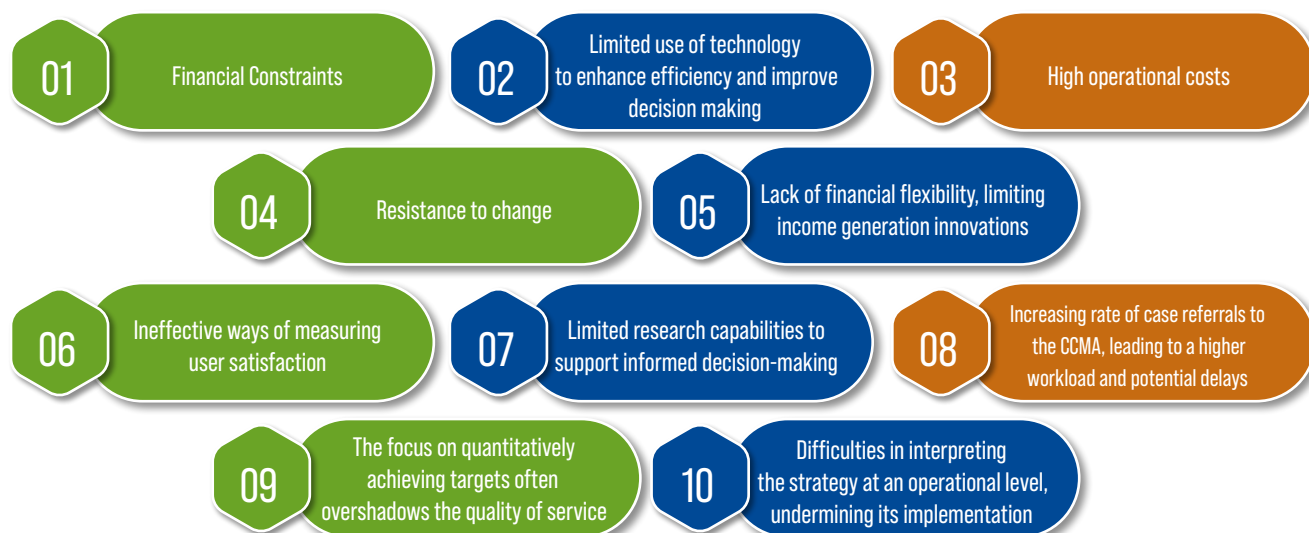 01
Financial Constraints
02
Limited use of technology
to enhance efficiency and improve
decision making
03
High operational costs
04
Resistance to change
05
Lack of financial flexibility, limiting
income generation innovations
06
Ineffective ways of measuring
user satisfaction
07
Limited research capabilities to
support informed decision-making
08
Increasing rate of case referrals to
the CCMA, leading to a higher
workload and potential delays
09
The focus on quantitatively
achieving targets often
overshadows the quality of service
10
Difficulties in interpreting
the strategy at an operational level,
undermining its implementation